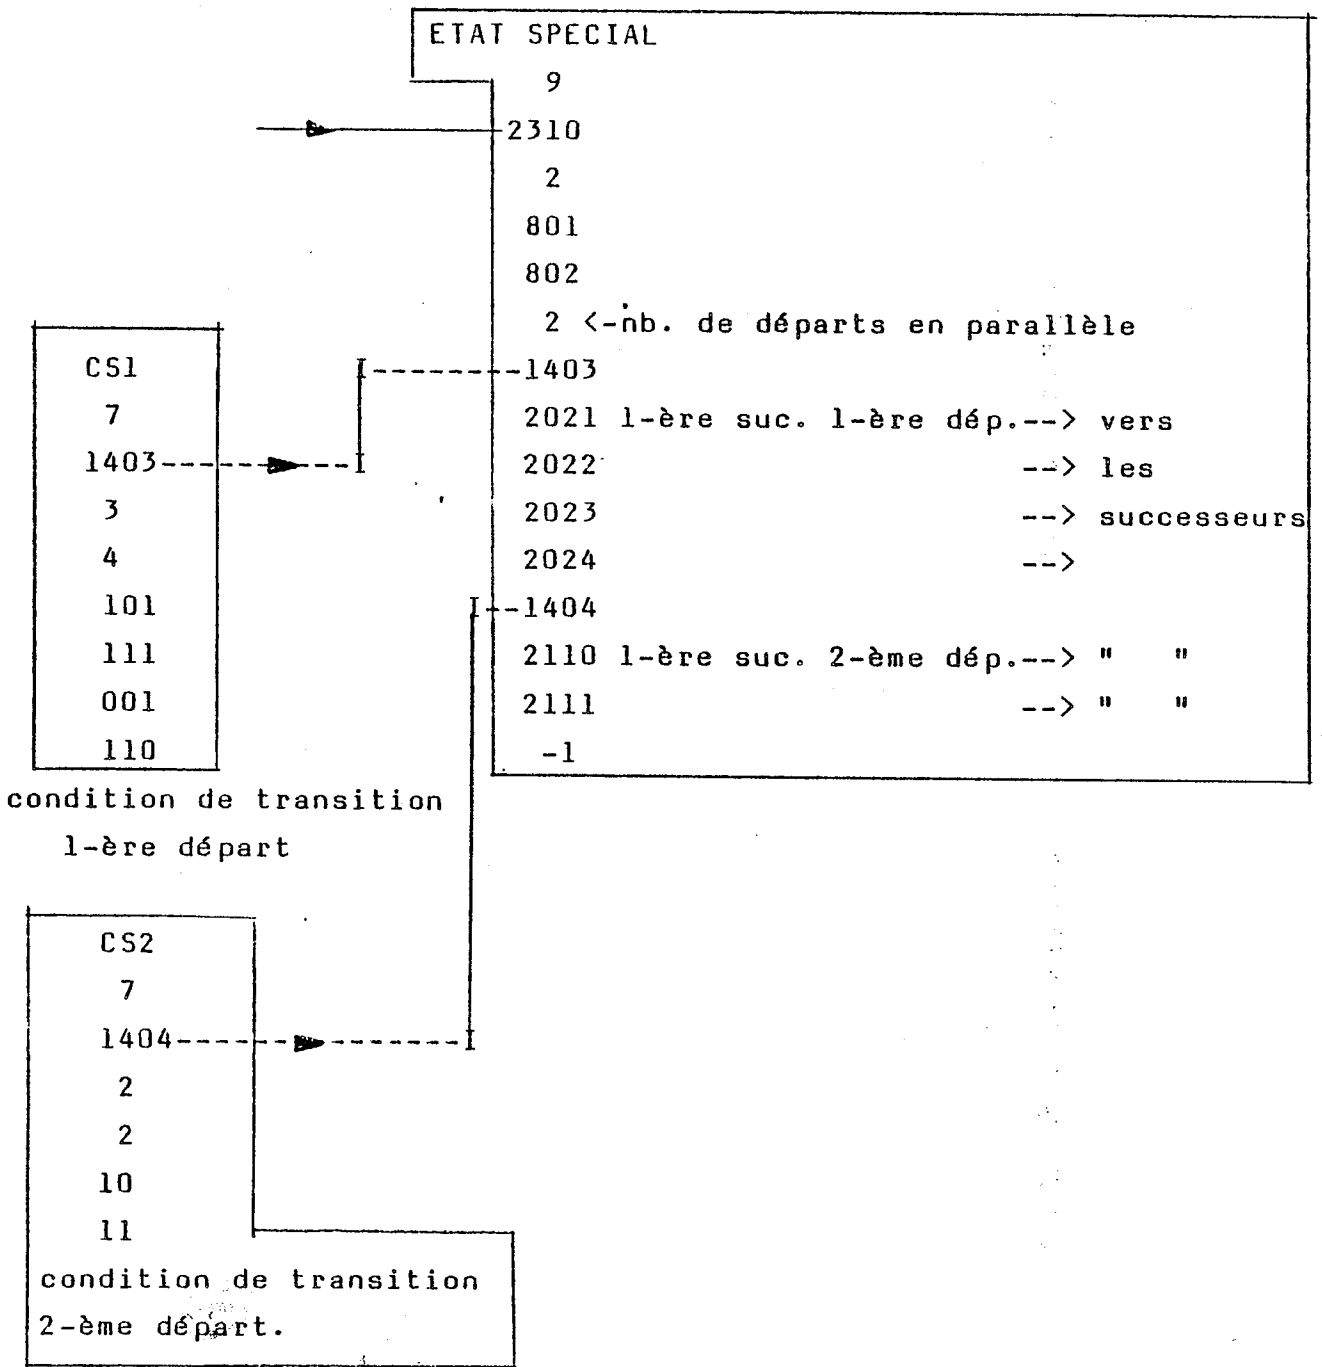 ETAT SPECIAL
9
2310
2
801
802
2 <-nb. de départs en parallèle
1403
2021 1-ère suc. 1-ère dép.--> vers
2022 --> les
2023 --> successeurs
2024 -->
1404
2110 1-ère suc. 2-ème dép.--> " "
2111 --> " "
-1
CS1
7
1403
3
4
101
111
001
110
condition de transition
1-ère départ
CS2
7
1404
2
2
10
11
condition de transition
2-ème départ.